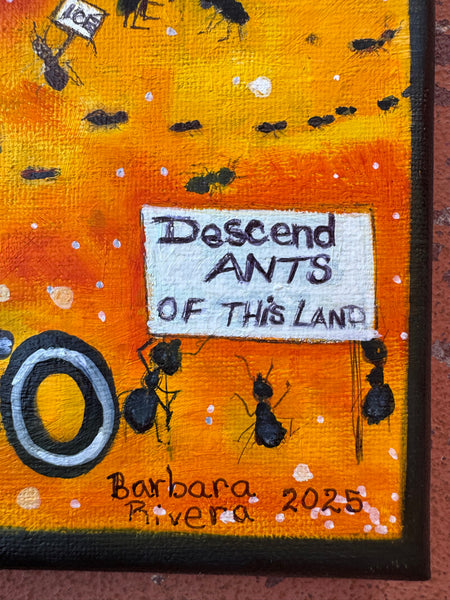 ICE
Descend
ANTS
OF THiS LAND
Barbara
Rivera 2025